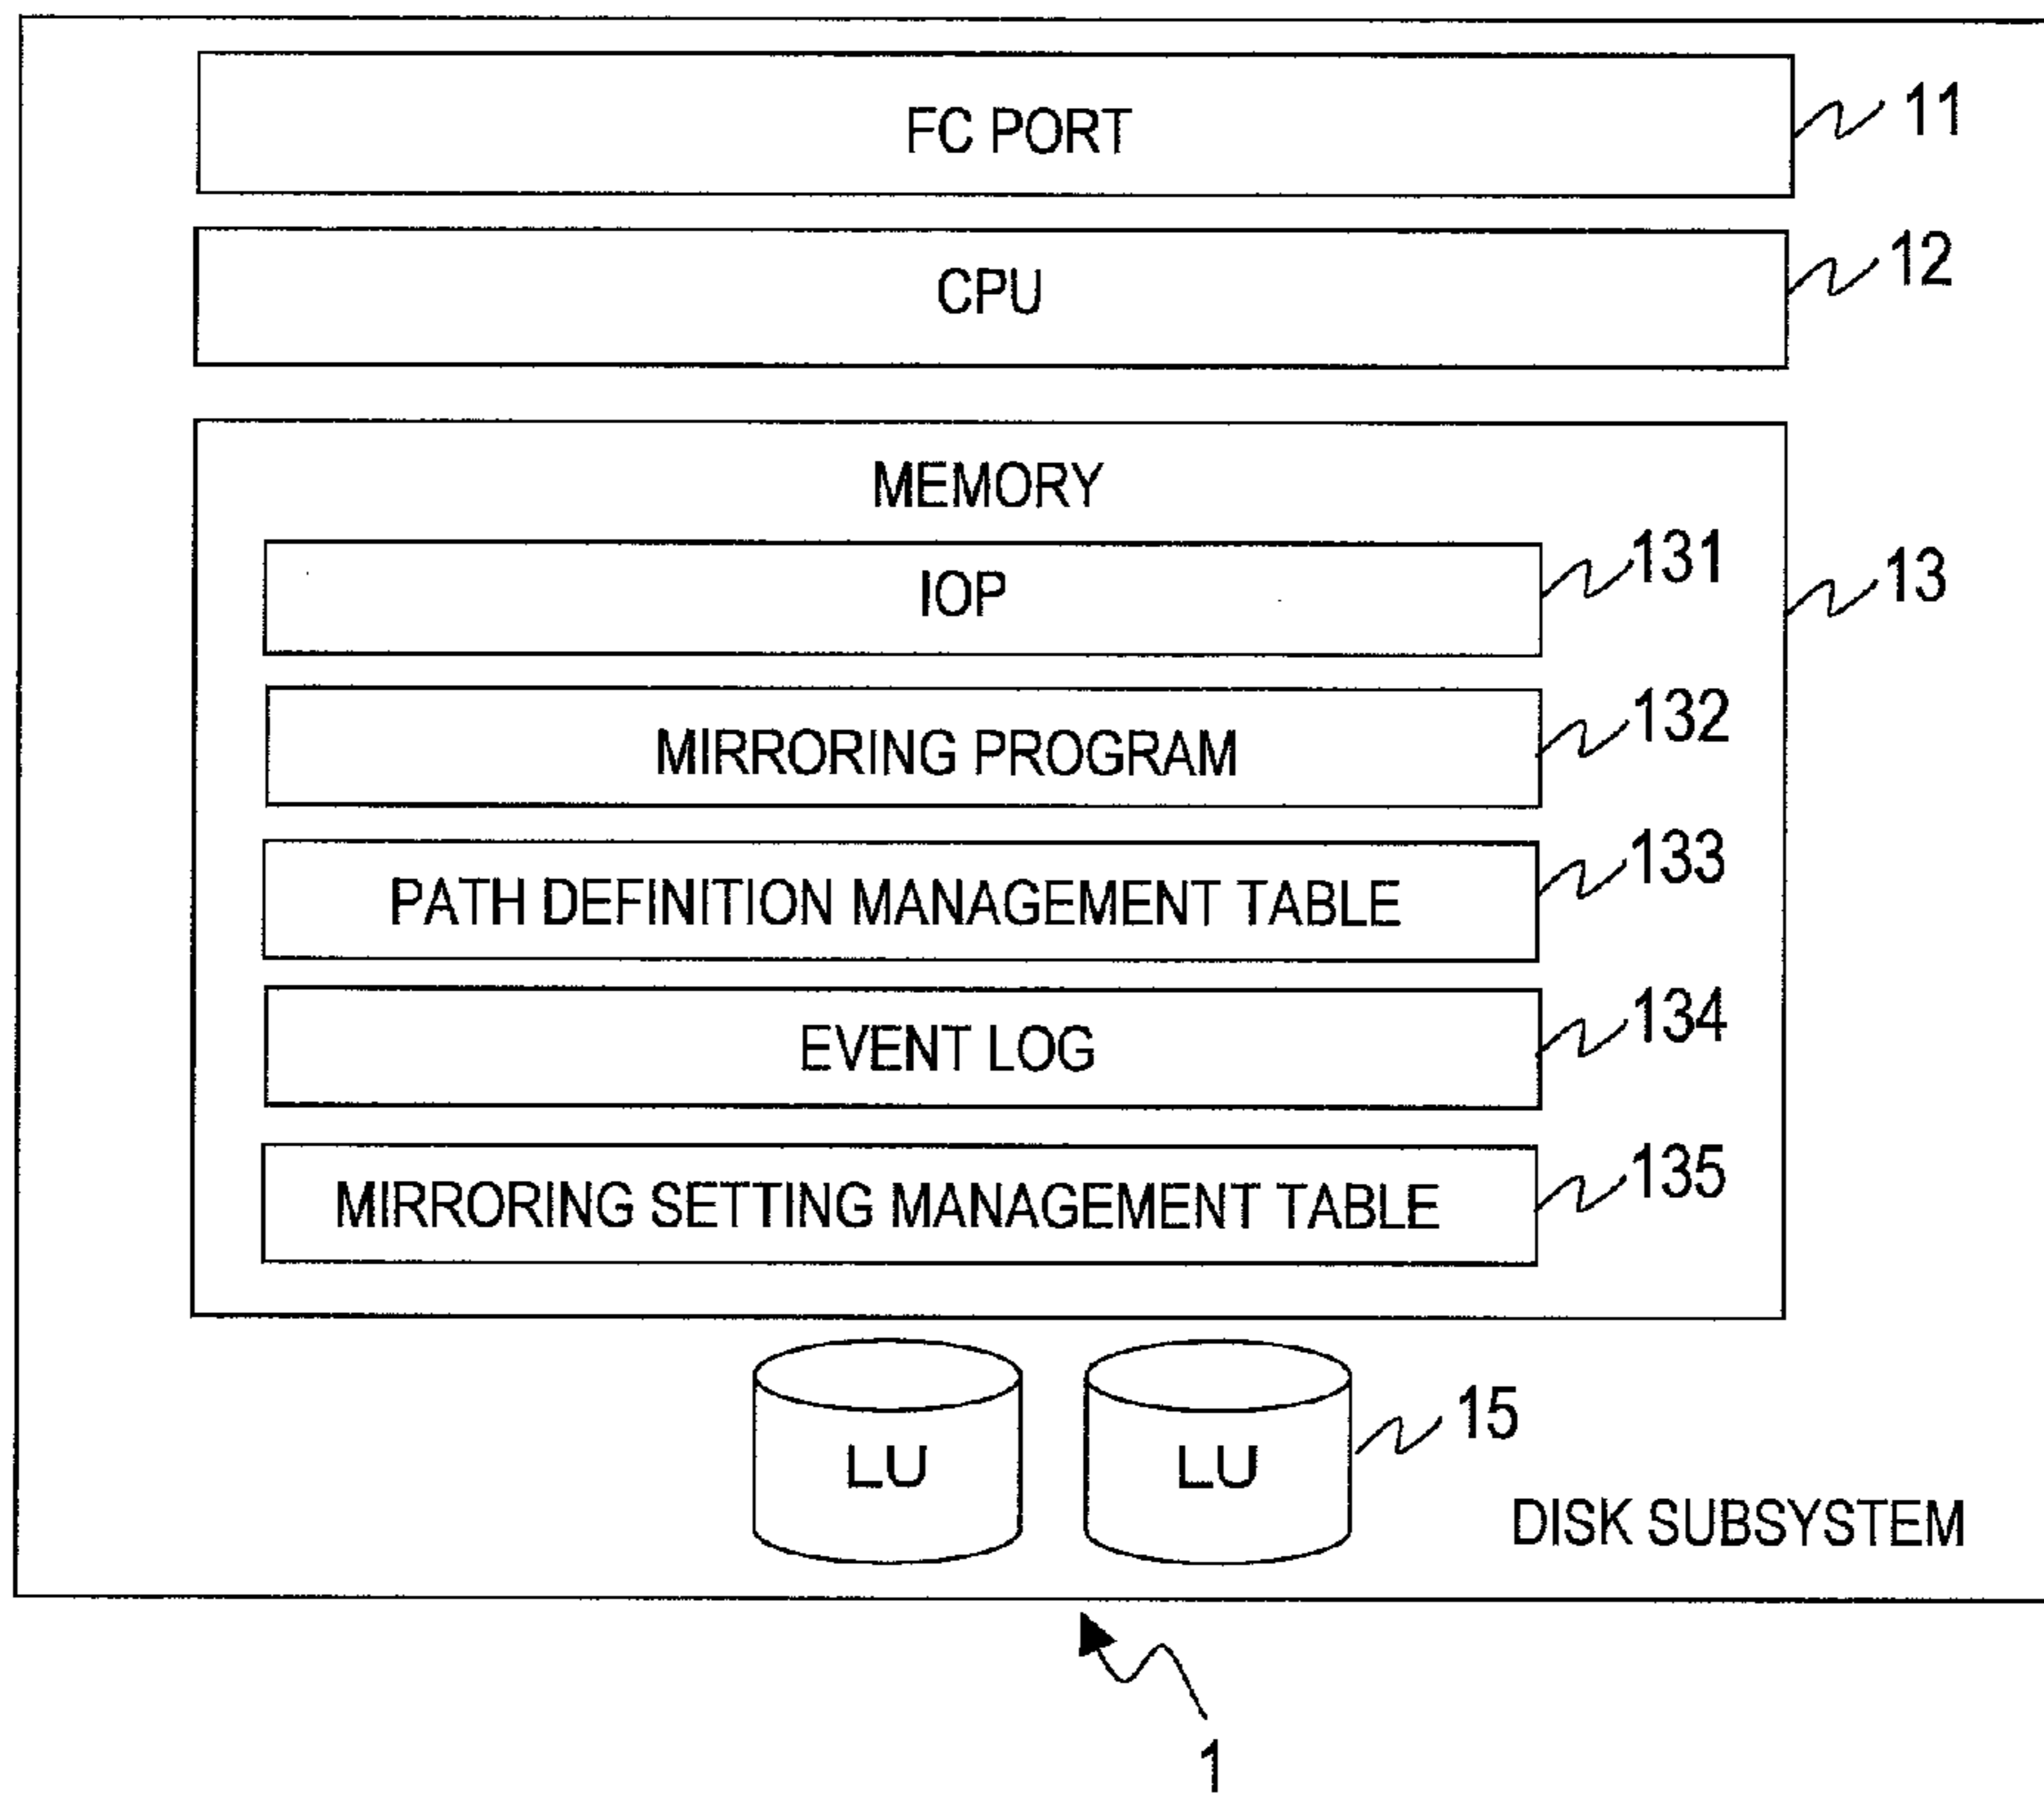 FC PORT
11
CPU
12
MEMORY
IOP
131
13
MIRRORING PROGRAM
132
PATH DEFINITION MANAGEMENT TABLE
133
EVENT LOG
134
MIRRORING SETTING MANAGEMENT TABLE
135
LU
LU
15
DISK SUBSYSTEM
1